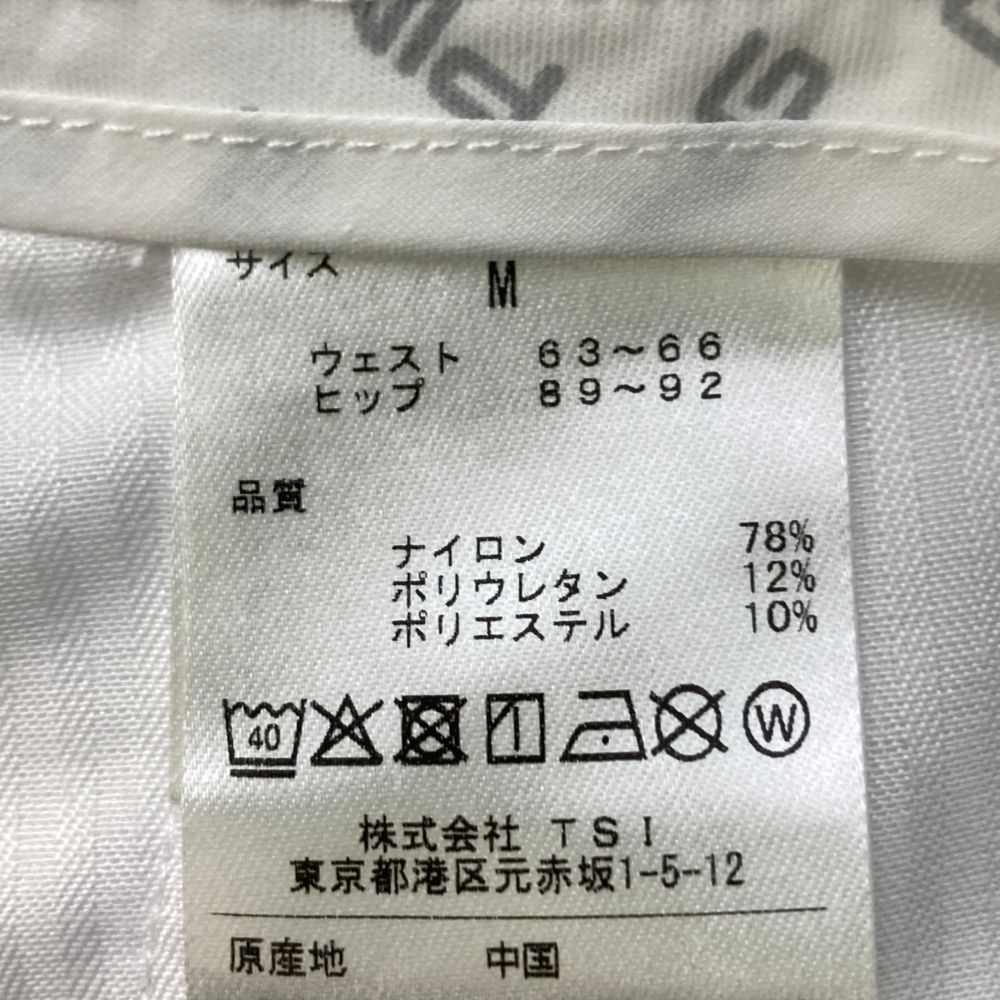 サイズ M
ウェスト 63～66
ヒップ 89～92
品質
ナイロン 78%
ポリウレタン 12%
ポリエステル 10%
40
W
株式会社 TSI
東京都港区元赤坂1-5-12
原産地 中国